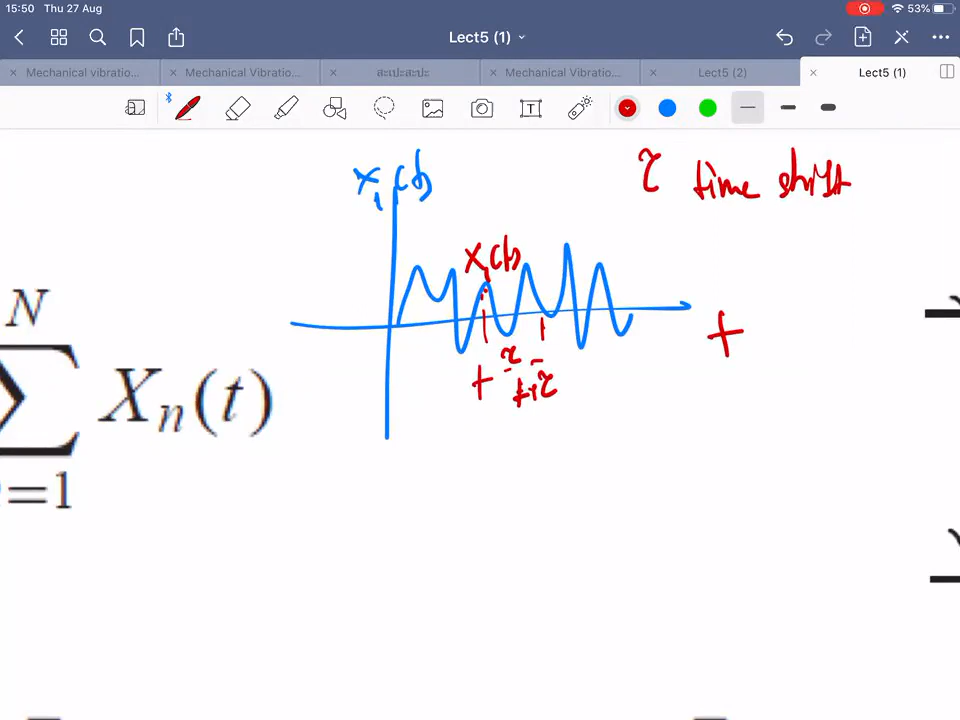 15:50 Thu 27 Aug
53%
Lect5 (1)
Mechanical vibratio...
Mechanical Vibratio...
สะเปะสะปะ
Mechanical Vibratio...
Lect5 (2)
Lect5 (1)
x₁(t)
τ time shift
x₁(t)
τ
t
t+τ
t
N
∑ Xₙ(t)
=1